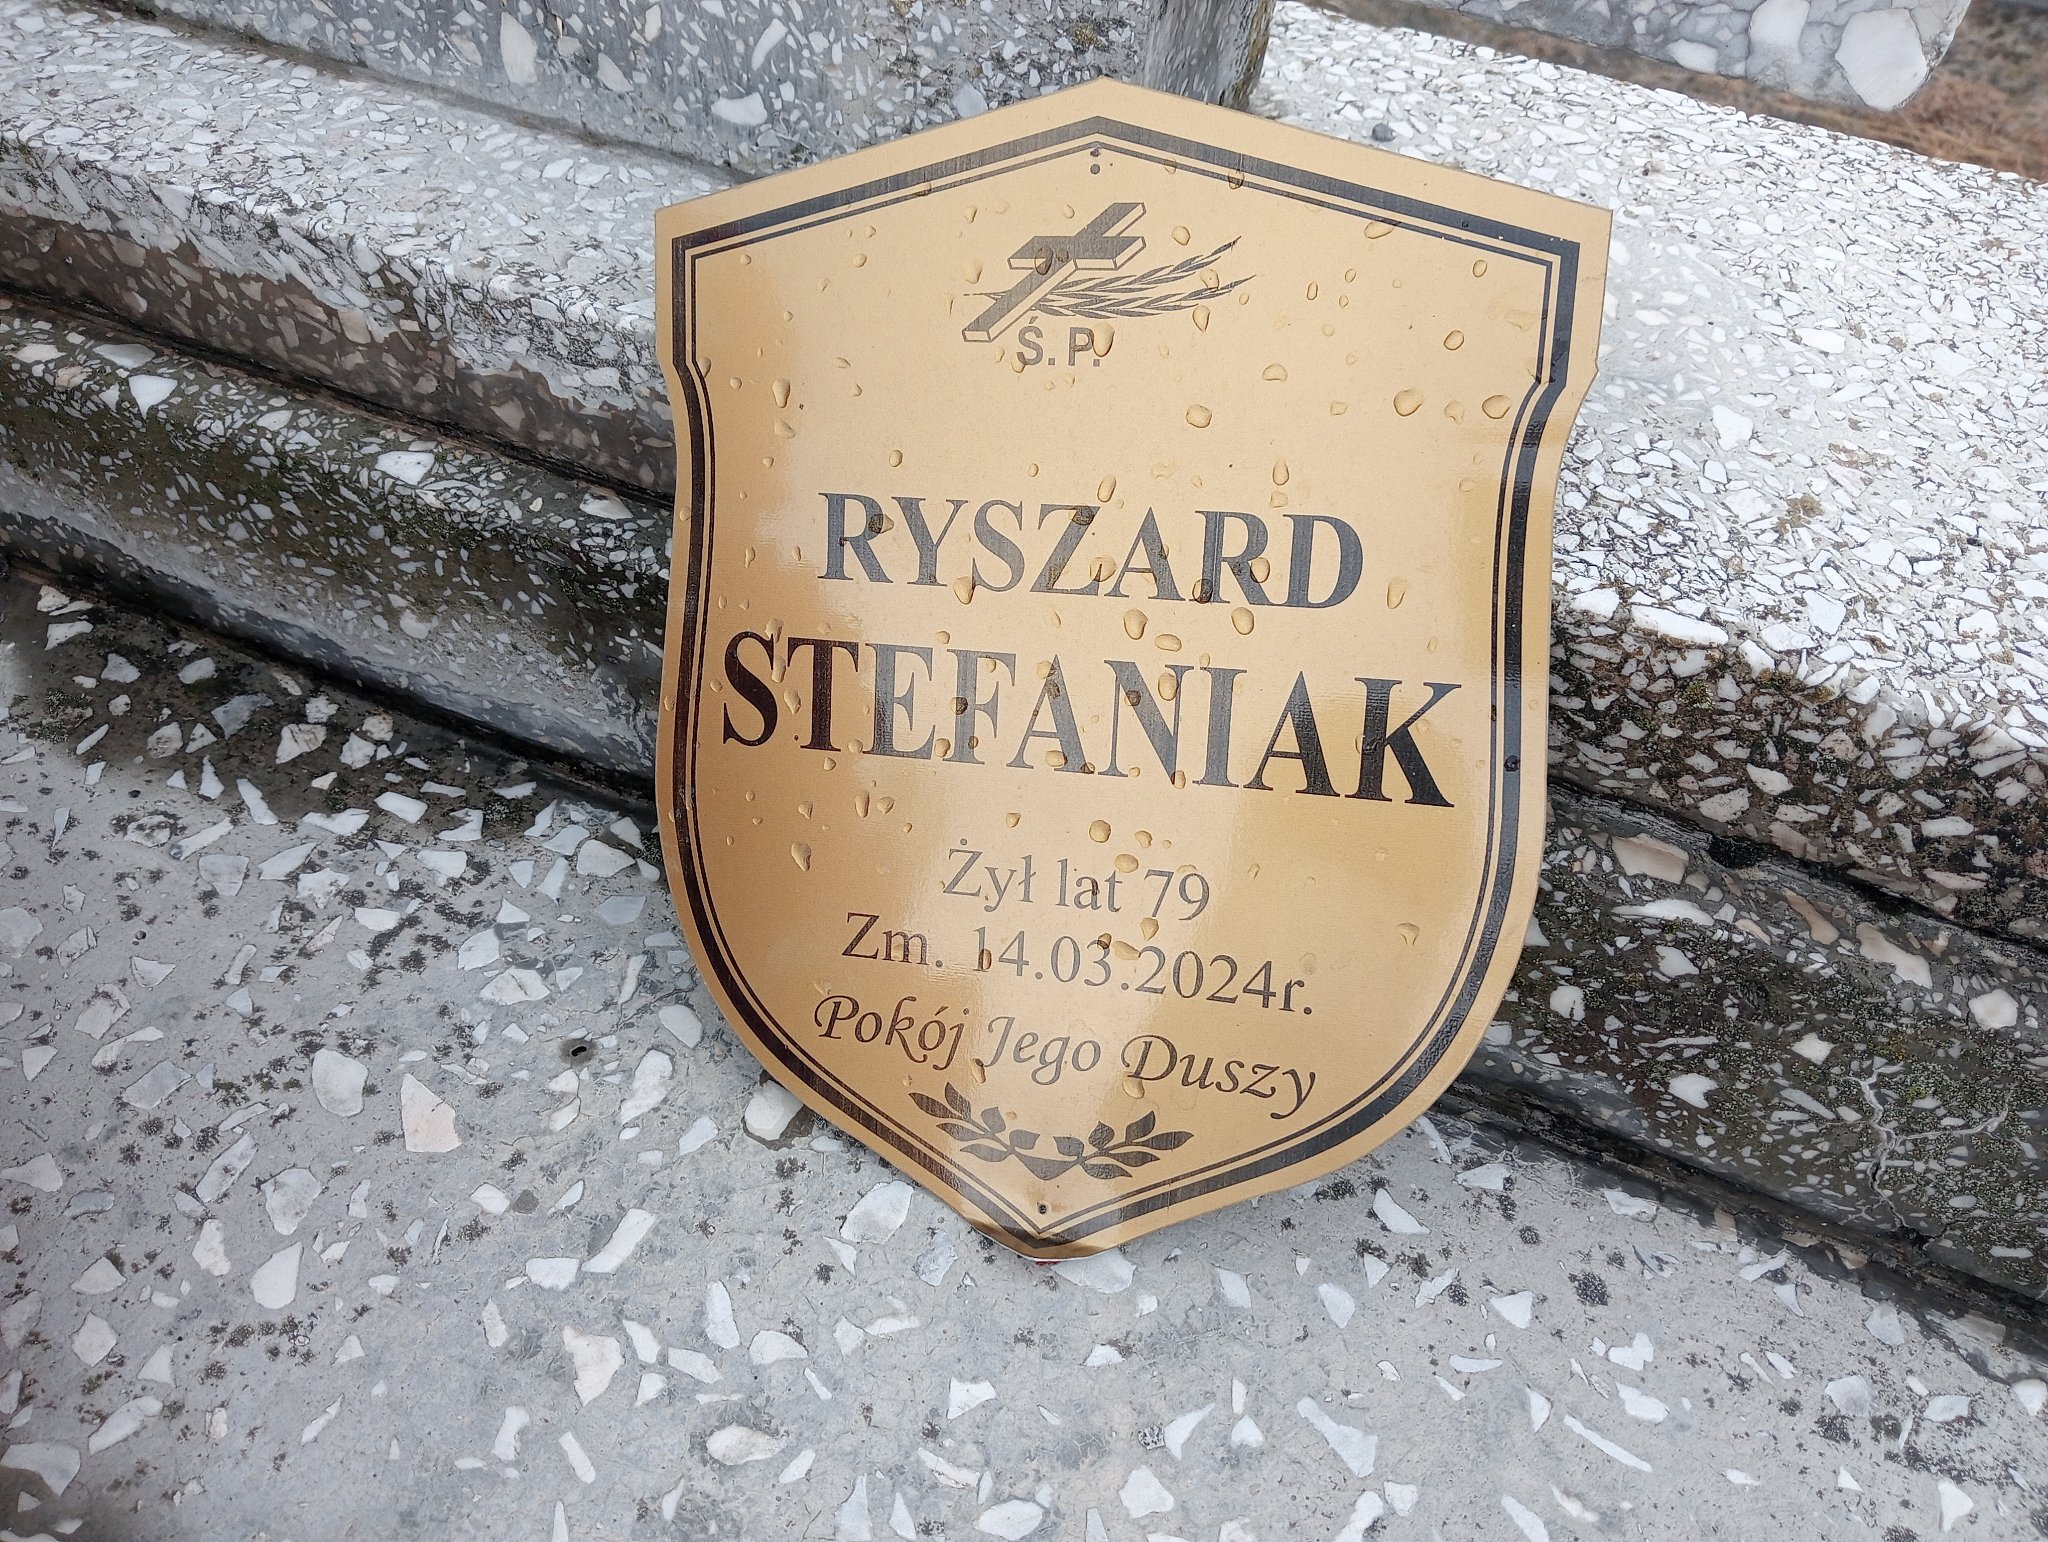 Ś.P.
RYSZARD
STEFANIAK
Żył lat 79
Zm. 14.03.2024r.
Pokój Jego Duszy